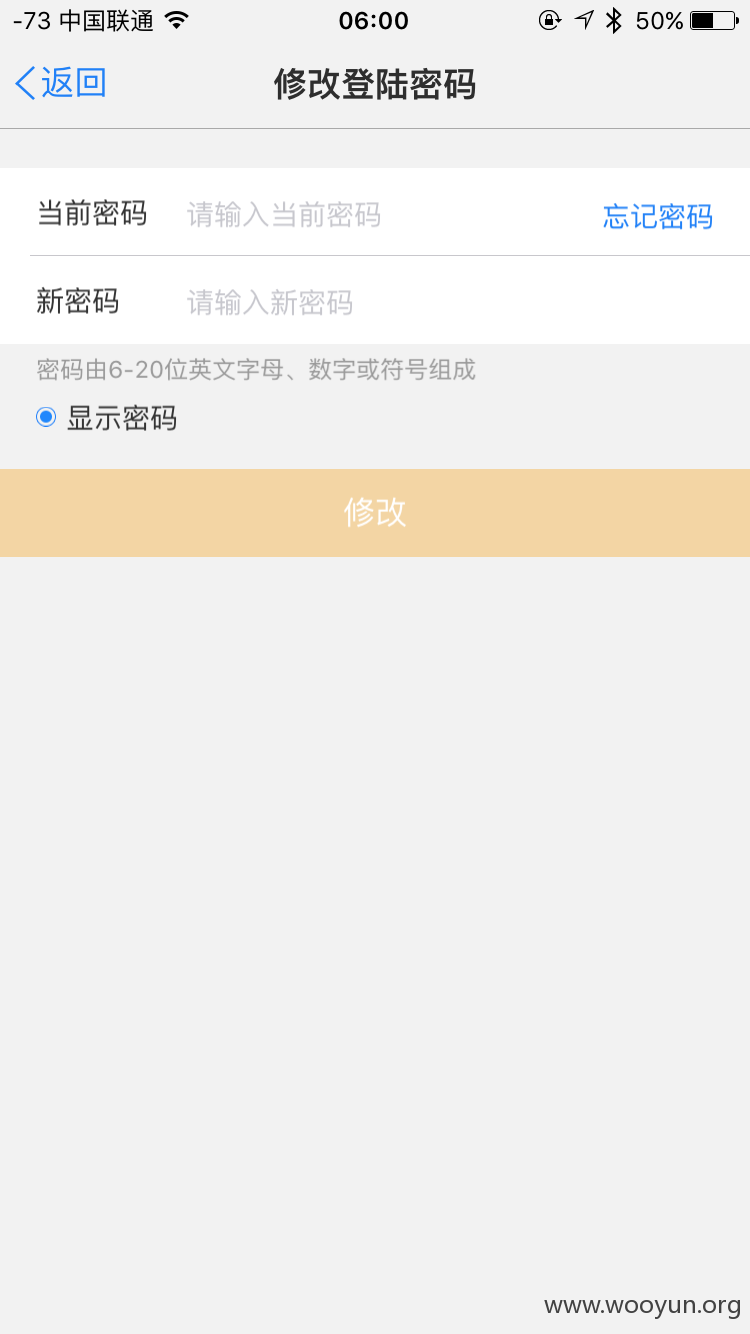 -73 中国联通 06:00 50%
返回 修改登陆密码
当前密码 请输入当前密码 忘记密码
新密码 请输入新密码
密码由6-20位英文字母、数字或符号组成
显示密码
修改
www.wooyun.org